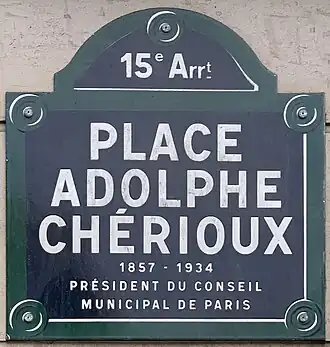 15e Arrt
PLACE
ADOLPHE
CHÉRIOUX
1857 - 1934
PRÉSIDENT DU CONSEIL
MUNICIPAL DE PARIS